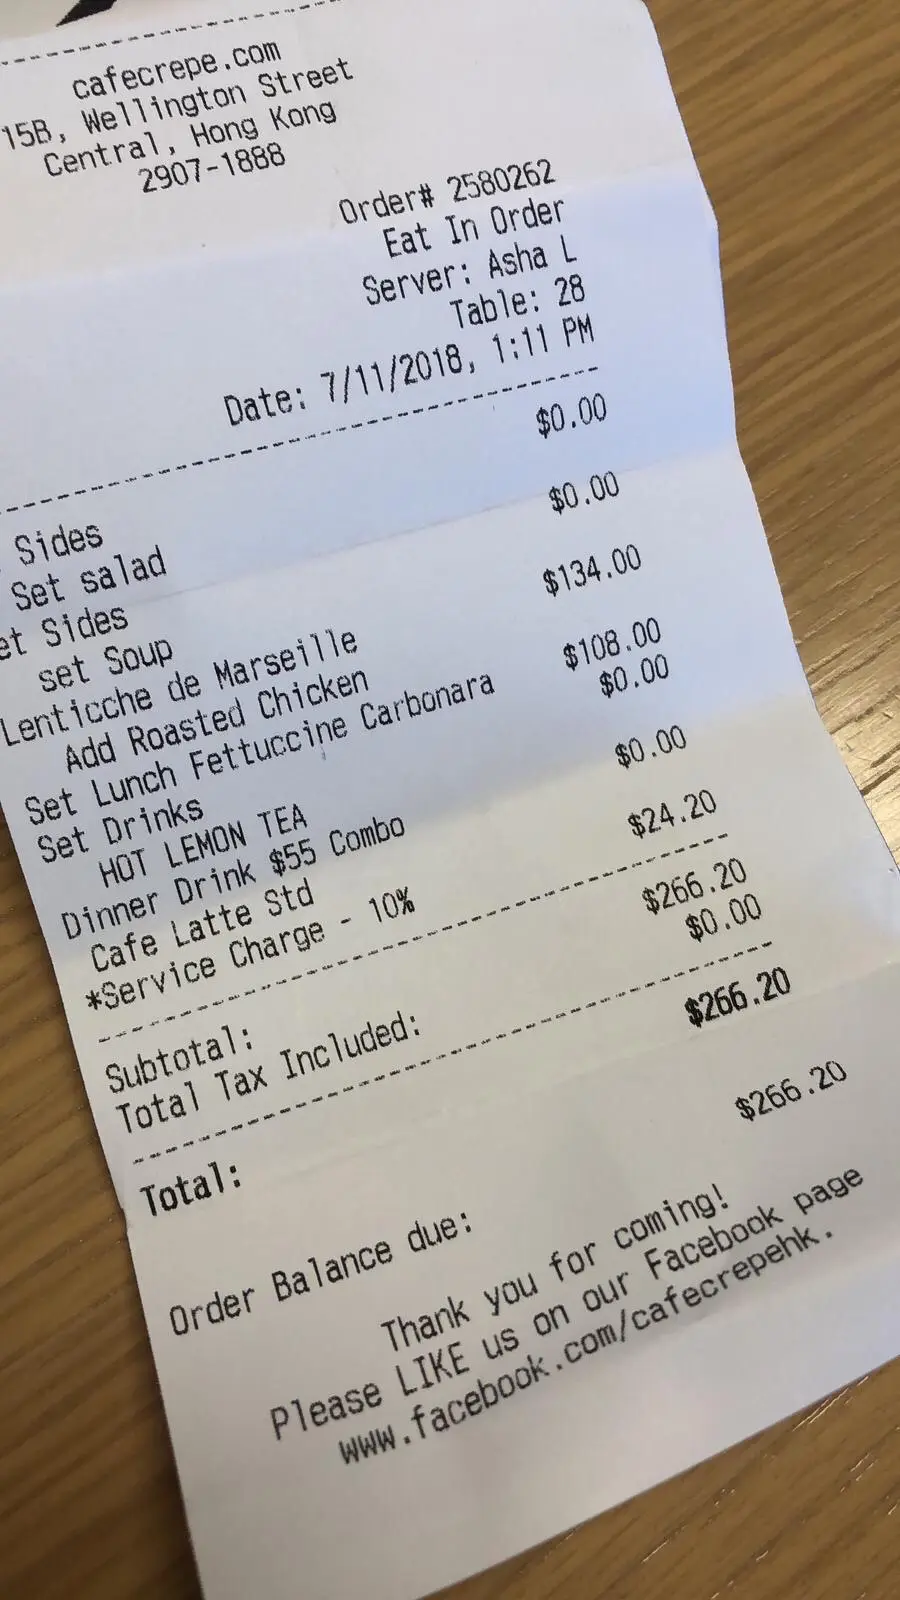 cafecrepe.com
15B, Wellington Street
Central, Hong Kong
2907-1888
Order# 2580262
Eat In Order
Server: Asha L
Table: 28
Date: 7/11/2018, 1:11 PM
Sides $0.00
Set salad
et Sides $0.00
set Soup
Lenticche de Marseille $134.00
Add Roasted Chicken
Set Lunch Fettuccine Carbonara $108.00
Set Drinks $0.00
HOT LEMON TEA
Dinner Drink $55 Combo $0.00
Cafe Latte Std
*Service Charge - 10% $24.20
Subtotal: $266.20
Total Tax Included: $0.00
Total: $266.20
Order Balance due: $266.20
Thank you for coming!
Please LIKE us on our Facebook page
www.facebook.com/cafecrepehk.